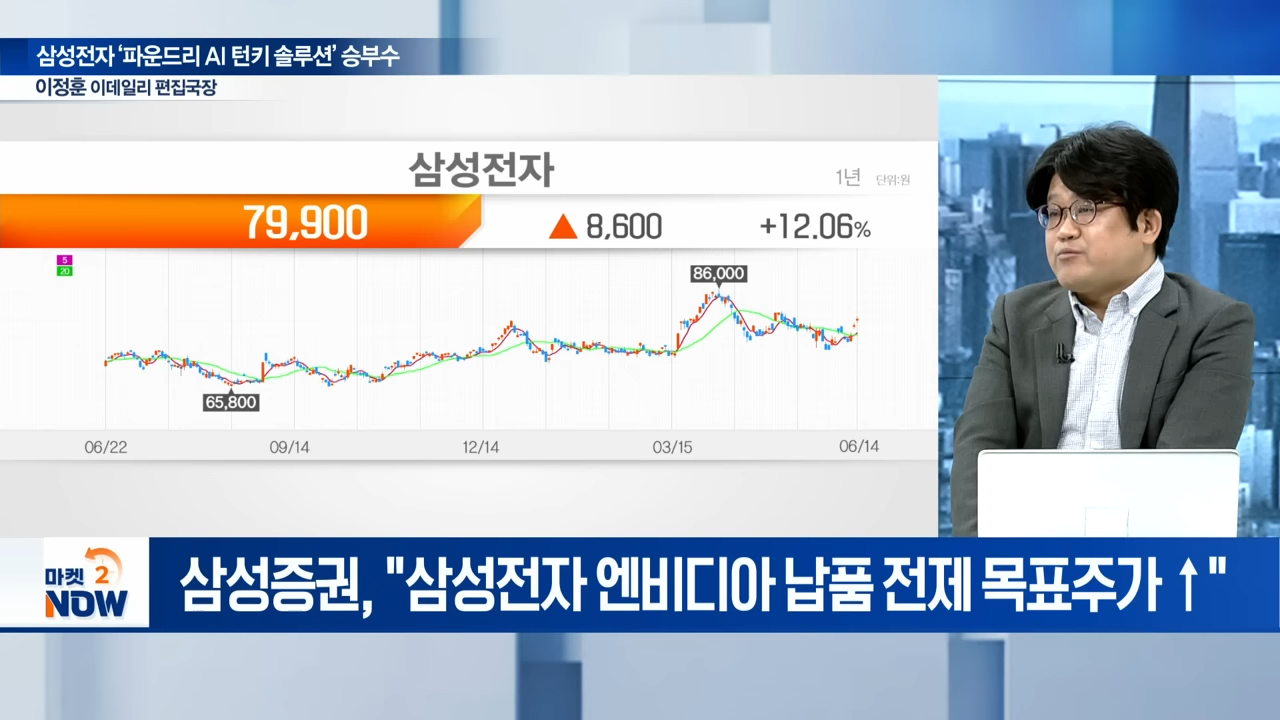 삼성전자 ‘파운드리 AI 턴키 솔루션’ 승부수
이정훈 이데일리 편집국장
삼성전자
1년 단위:원
79,900 ▲ 8,600 +12.06%
5
20
86,000
65,800
06/22 09/14 12/14 03/15 06/14
마켓 2
NOW
삼성증권, "삼성전자 엔비디아 납품 전제 목표주가↑"